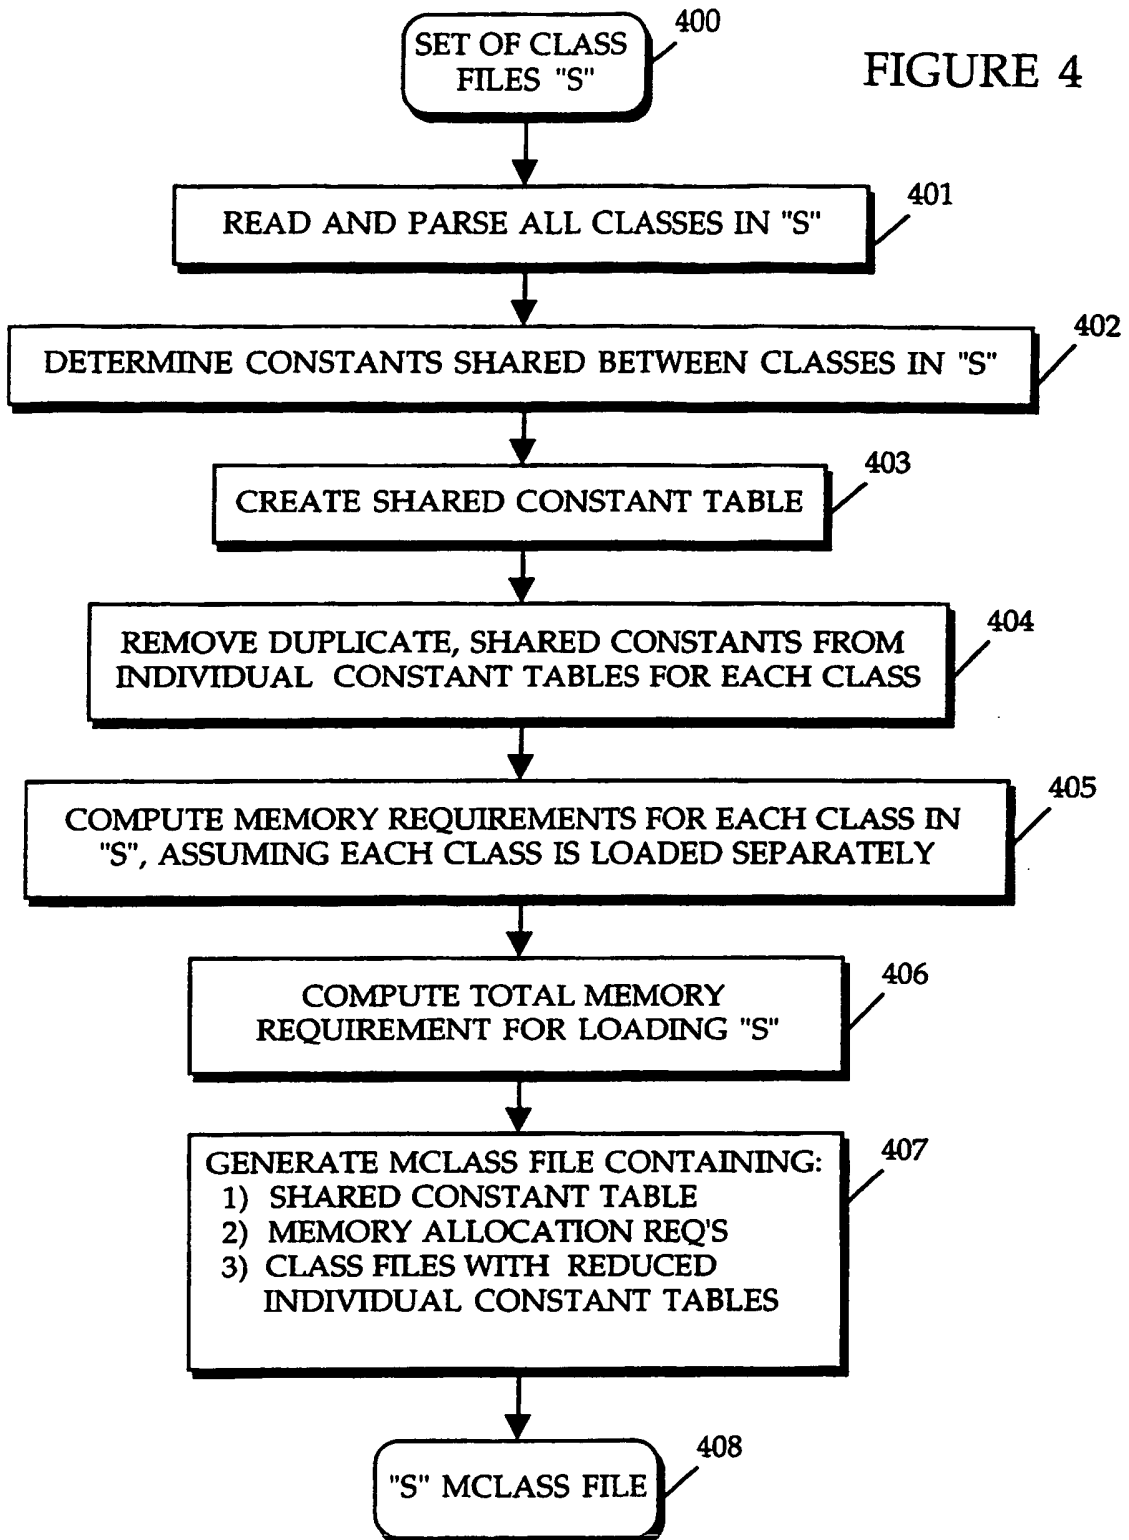 SET OF CLASS
FILES "S"
400
FIGURE 4
READ AND PARSE ALL CLASSES IN "S"
401
DETERMINE CONSTANTS SHARED BETWEEN CLASSES IN "S"
402
CREATE SHARED CONSTANT TABLE
403
REMOVE DUPLICATE, SHARED CONSTANTS FROM
INDIVIDUAL CONSTANT TABLES FOR EACH CLASS
404
COMPUTE MEMORY REQUIREMENTS FOR EACH CLASS IN
"S", ASSUMING EACH CLASS IS LOADED SEPARATELY
405
COMPUTE TOTAL MEMORY
REQUIREMENT FOR LOADING "S"
406
GENERATE MCLASS FILE CONTAINING:
1) SHARED CONSTANT TABLE
2) MEMORY ALLOCATION REQ'S
3) CLASS FILES WITH REDUCED
INDIVIDUAL CONSTANT TABLES
407
"S" MCLASS FILE
408